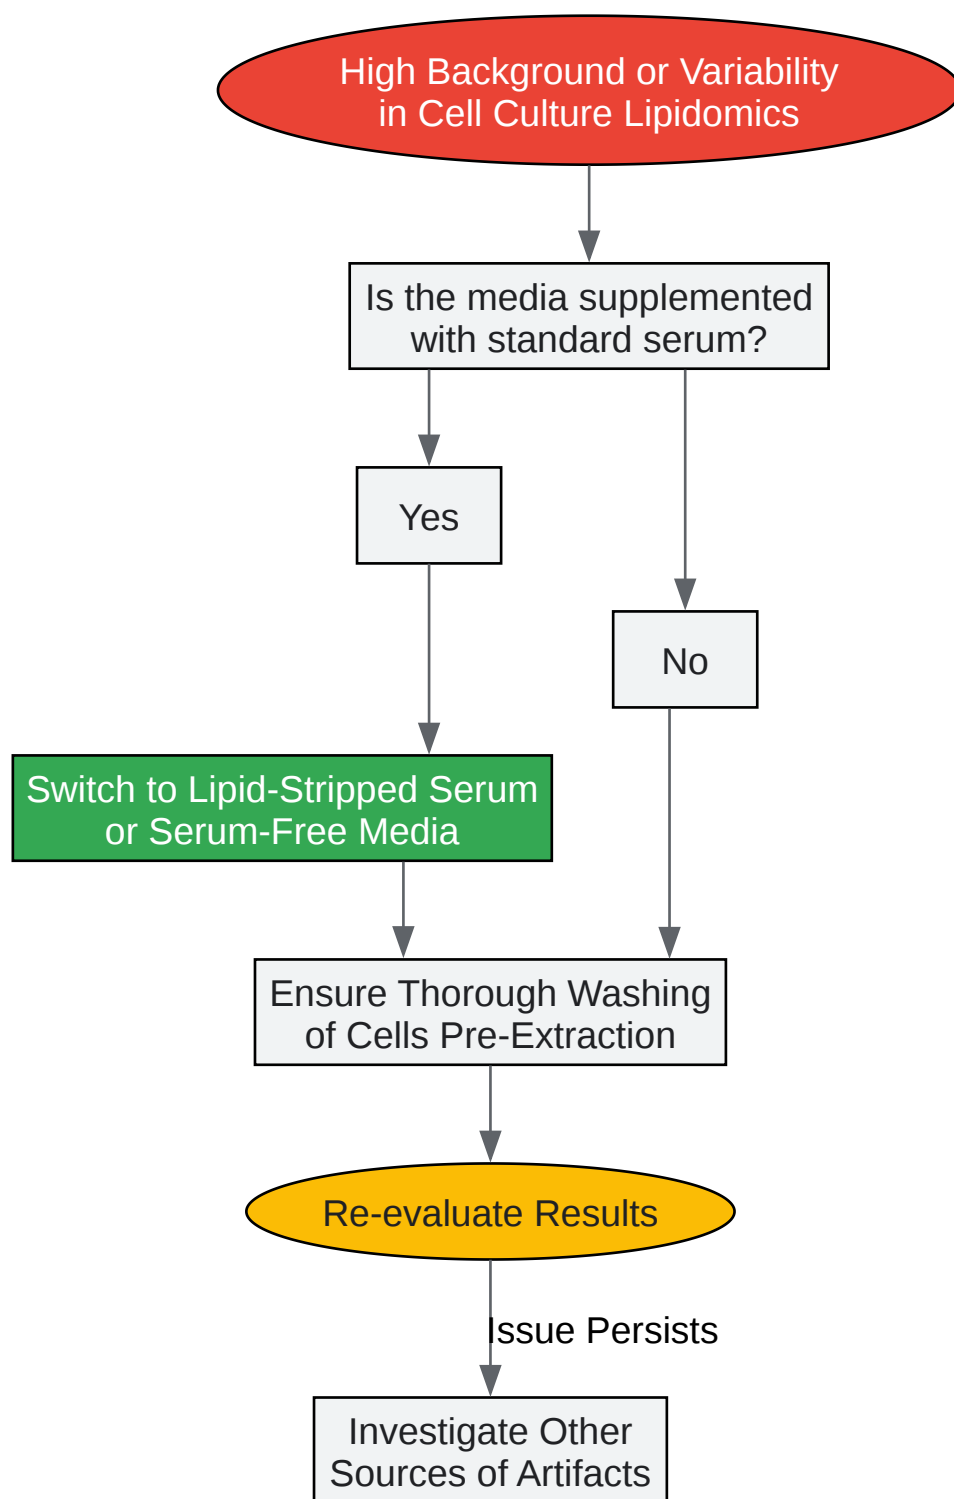 High Background or Variability
in Cell Culture Lipidomics
Is the media supplemented
with standard serum?
Yes
No
Switch to Lipid-Stripped Serum
or Serum-Free Media
Ensure Thorough Washing
of Cells Pre-Extraction
Re-evaluate Results
Issue Persists
Investigate Other
Sources of Artifacts